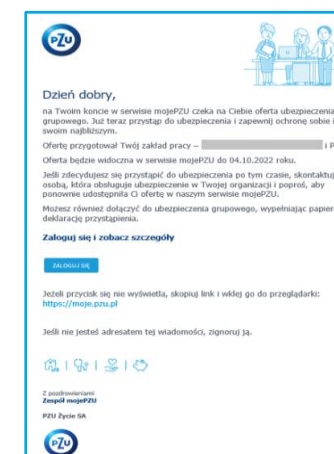 PZU
Dzień dobry,
na Twoim koncie w serwisie mojePZU czeka na Ciebie oferta ubezpieczenia
grupowego. Już teraz przystąp do ubezpieczenia i zapewnij ochronę sobie i
swoim najbliższym.
Ofertę przygotował Twój zakład pracy – i P
Oferta będzie widoczna w serwisie mojePZU do 04.10.2022 roku.
Jeśli zdecydujesz się przystąpić do ubezpieczenia po tym czasie, skontaktuj
osobą, która obsługuje ubezpieczenie w Twojej organizacji i poproś, aby
ponownie udostępniła Ci ofertę w naszym serwisie mojePZU.
Możesz również dołączyć do ubezpieczenia grupowego, wypełniając papier
deklarację przystąpienia.
Zaloguj się i zobacz szczegóły
ZALOGUJ SIĘ
Jeżeli przycisk się nie wyświetla, skopiuj link i wklej go do przeglądarki:
https://moje.pzu.pl
Jeśli nie jesteś adresatem tej wiadomości, zignoruj ją.
Z pozdrowieniami
Zespół mojePZU
PZU Życie SA
PZU